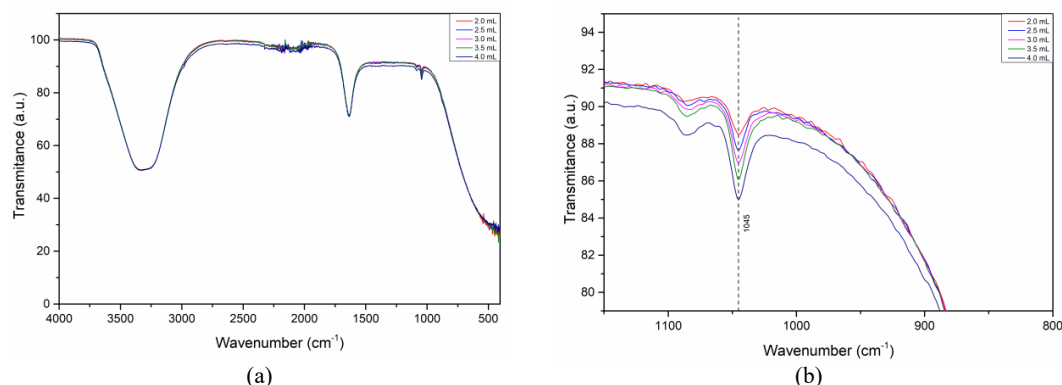 100
80
60
40
20
0
Transmitance (a.u.)
4000 3500 3000 2500 2000 1500 1000 500
Wavenumber (cm⁻¹)
2.0 mL
2.5 mL
3.0 mL
3.5 mL
4.0 mL
(a)
94
92
90
88
86
84
82
80
Transmitance (a.u.)
1100 1000 900 800
Wavenumber (cm⁻¹)
1045
2.0 mL
2.5 mL
3.0 mL
3.5 mL
4.0 mL
(b)